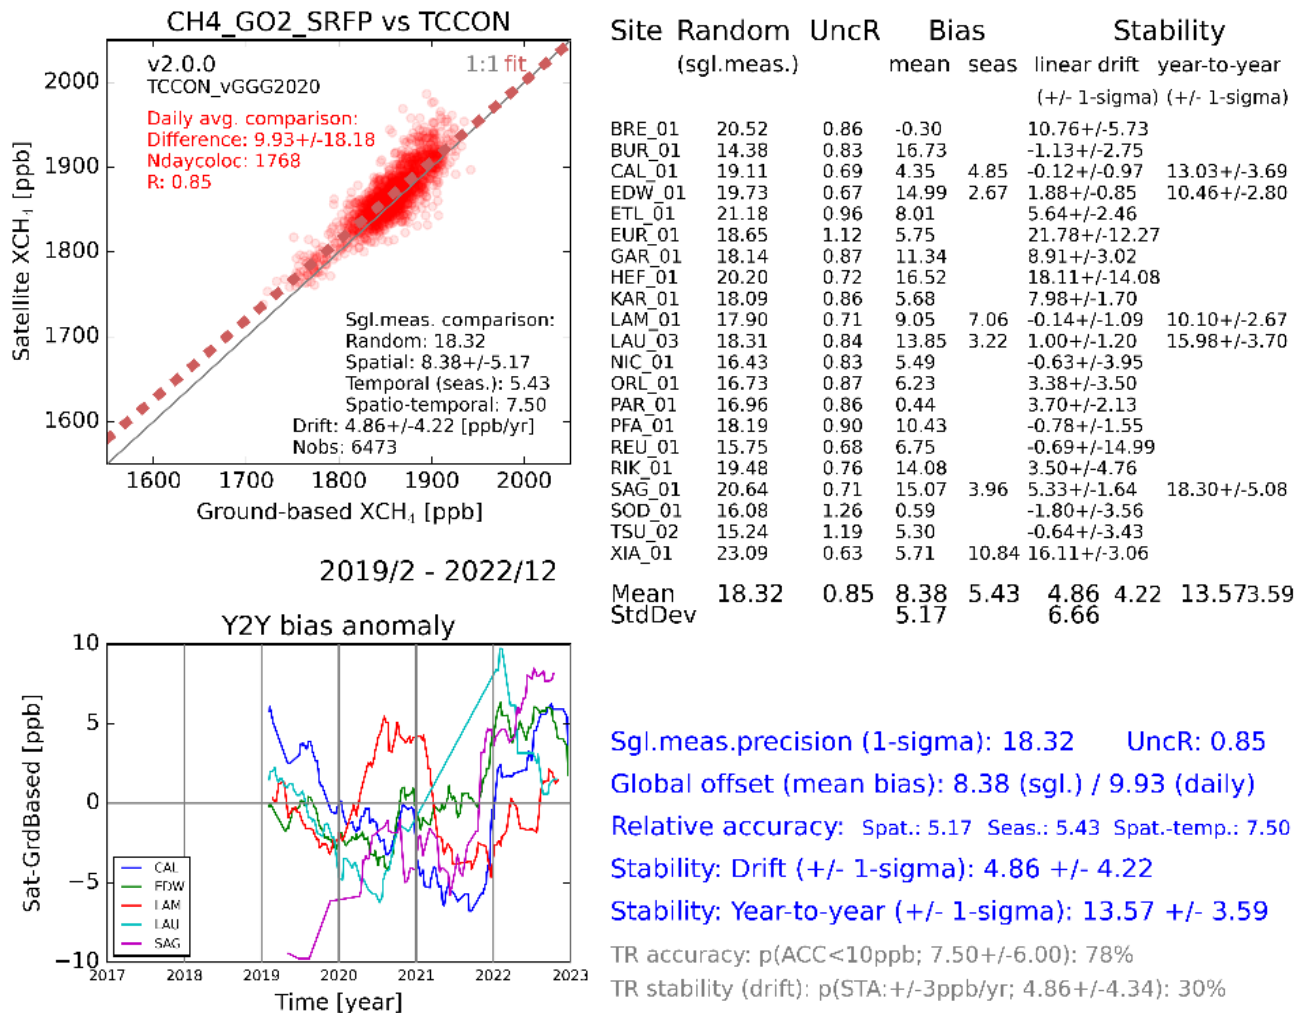 CH4_GO2_SRFP vs TCCON
v2.0.0
TCCON_vGGG2020
1:1 fit
Daily avg. comparison:
Difference: 9.93+/-18.18
Ndaycoloc: 1768
R: 0.85
Sgl.meas. comparison:
Random: 18.32
Spatial: 8.38+/-5.17
Temporal (seas.): 5.43
Spatio-temporal: 7.50
Drift: 4.86+/-4.22 [ppb/yr]
Nobs: 6473
Satellite XCH₄ [ppb]
2000
1900
1800
1700
1600
1600 1700 1800 1900 2000
Ground-based XCH₄ [ppb]
2019/2 - 2022/12
Y2Y bias anomaly
Sat-GrdBased [ppb]
10
5
0
−5
−10
CAL
EDW
LAM
LAU
SAG
2017 2018 2019 2020 2021 2022 2023
Time [year]
Site Random UncR Bias Stability
(sgl.meas.) mean seas linear drift year-to-year
(+/- 1-sigma) (+/- 1-sigma)
BRE_01 20.52 0.86 -0.30 10.76+/-5.73
BUR_01 14.38 0.83 16.73 -1.13+/-2.75
CAL_01 19.11 0.69 4.35 4.85 -0.12+/-0.97 13.03+/-3.69
EDW_01 19.73 0.67 14.99 2.67 1.88+/-0.85 10.46+/-2.80
ETL_01 21.18 0.96 8.01 5.64+/-2.46
EUR_01 18.65 1.12 5.75 21.78+/-12.27
GAR_01 18.14 0.87 11.34 8.91+/-3.02
HEF_01 20.20 0.72 16.52 18.11+/-14.08
KAR_01 18.09 0.86 5.68 7.98+/-1.70
LAM_01 17.90 0.71 9.05 7.06 -0.14+/-1.09 10.10+/-2.67
LAU_03 18.31 0.84 13.85 3.22 1.00+/-1.20 15.98+/-3.70
NIC_01 16.43 0.83 5.49 -0.63+/-3.95
ORL_01 16.73 0.87 6.23 3.38+/-3.50
PAR_01 16.96 0.86 0.44 3.70+/-2.13
PFA_01 18.19 0.90 10.43 -0.78+/-1.55
REU_01 15.75 0.68 6.75 -0.69+/-14.99
RIK_01 19.48 0.76 14.08 3.50+/-4.76
SAG_01 20.64 0.71 15.07 3.96 5.33+/-1.64 18.30+/-5.08
SOD_01 16.08 1.26 0.59 -1.80+/-3.56
TSU_02 15.24 1.19 5.30 -0.64+/-3.43
XIA_01 23.09 0.63 5.71 10.84 16.11+/-3.06
Mean 18.32 0.85 8.38 5.43 4.86 4.22 13.57 3.59
StdDev 5.17 6.66
Sgl.meas.precision (1-sigma): 18.32 UncR: 0.85
Global offset (mean bias): 8.38 (sgl.) / 9.93 (daily)
Relative accuracy: Spat.: 5.17 Seas.: 5.43 Spat.-temp.: 7.50
Stability: Drift (+/- 1-sigma): 4.86 +/- 4.22
Stability: Year-to-year (+/- 1-sigma): 13.57 +/- 3.59
TR accuracy: p(ACC<10ppb; 7.50+/-6.00): 78%
TR stability (drift): p(STA:+/-3ppb/yr; 4.86+/-4.34): 30%